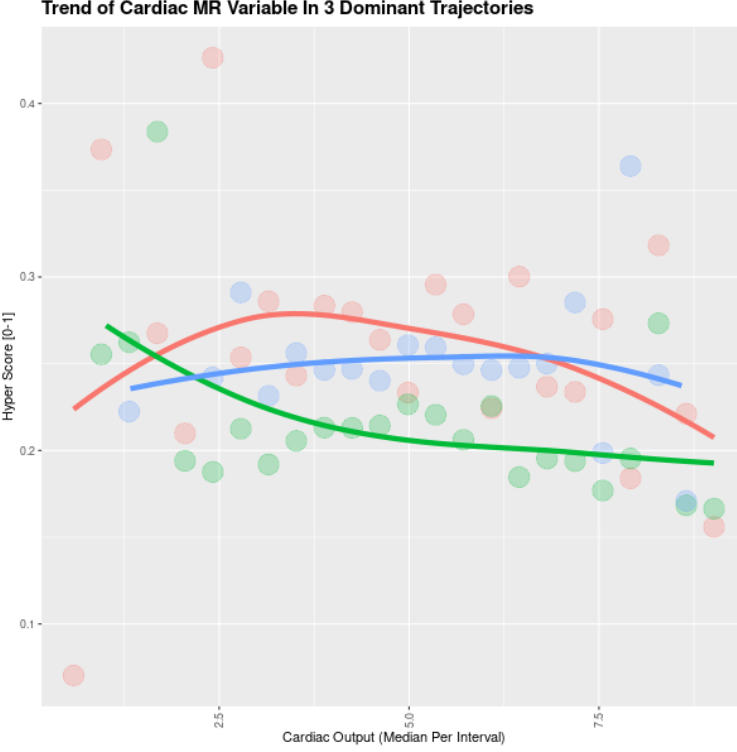 Trend of Cardiac MR Variable In 3 Dominant Trajectories
Hyper Score [0-1]
0.4
0.3
0.2
0.1
2.5
5.0
7.5
Cardiac Output (Median Per Interval)